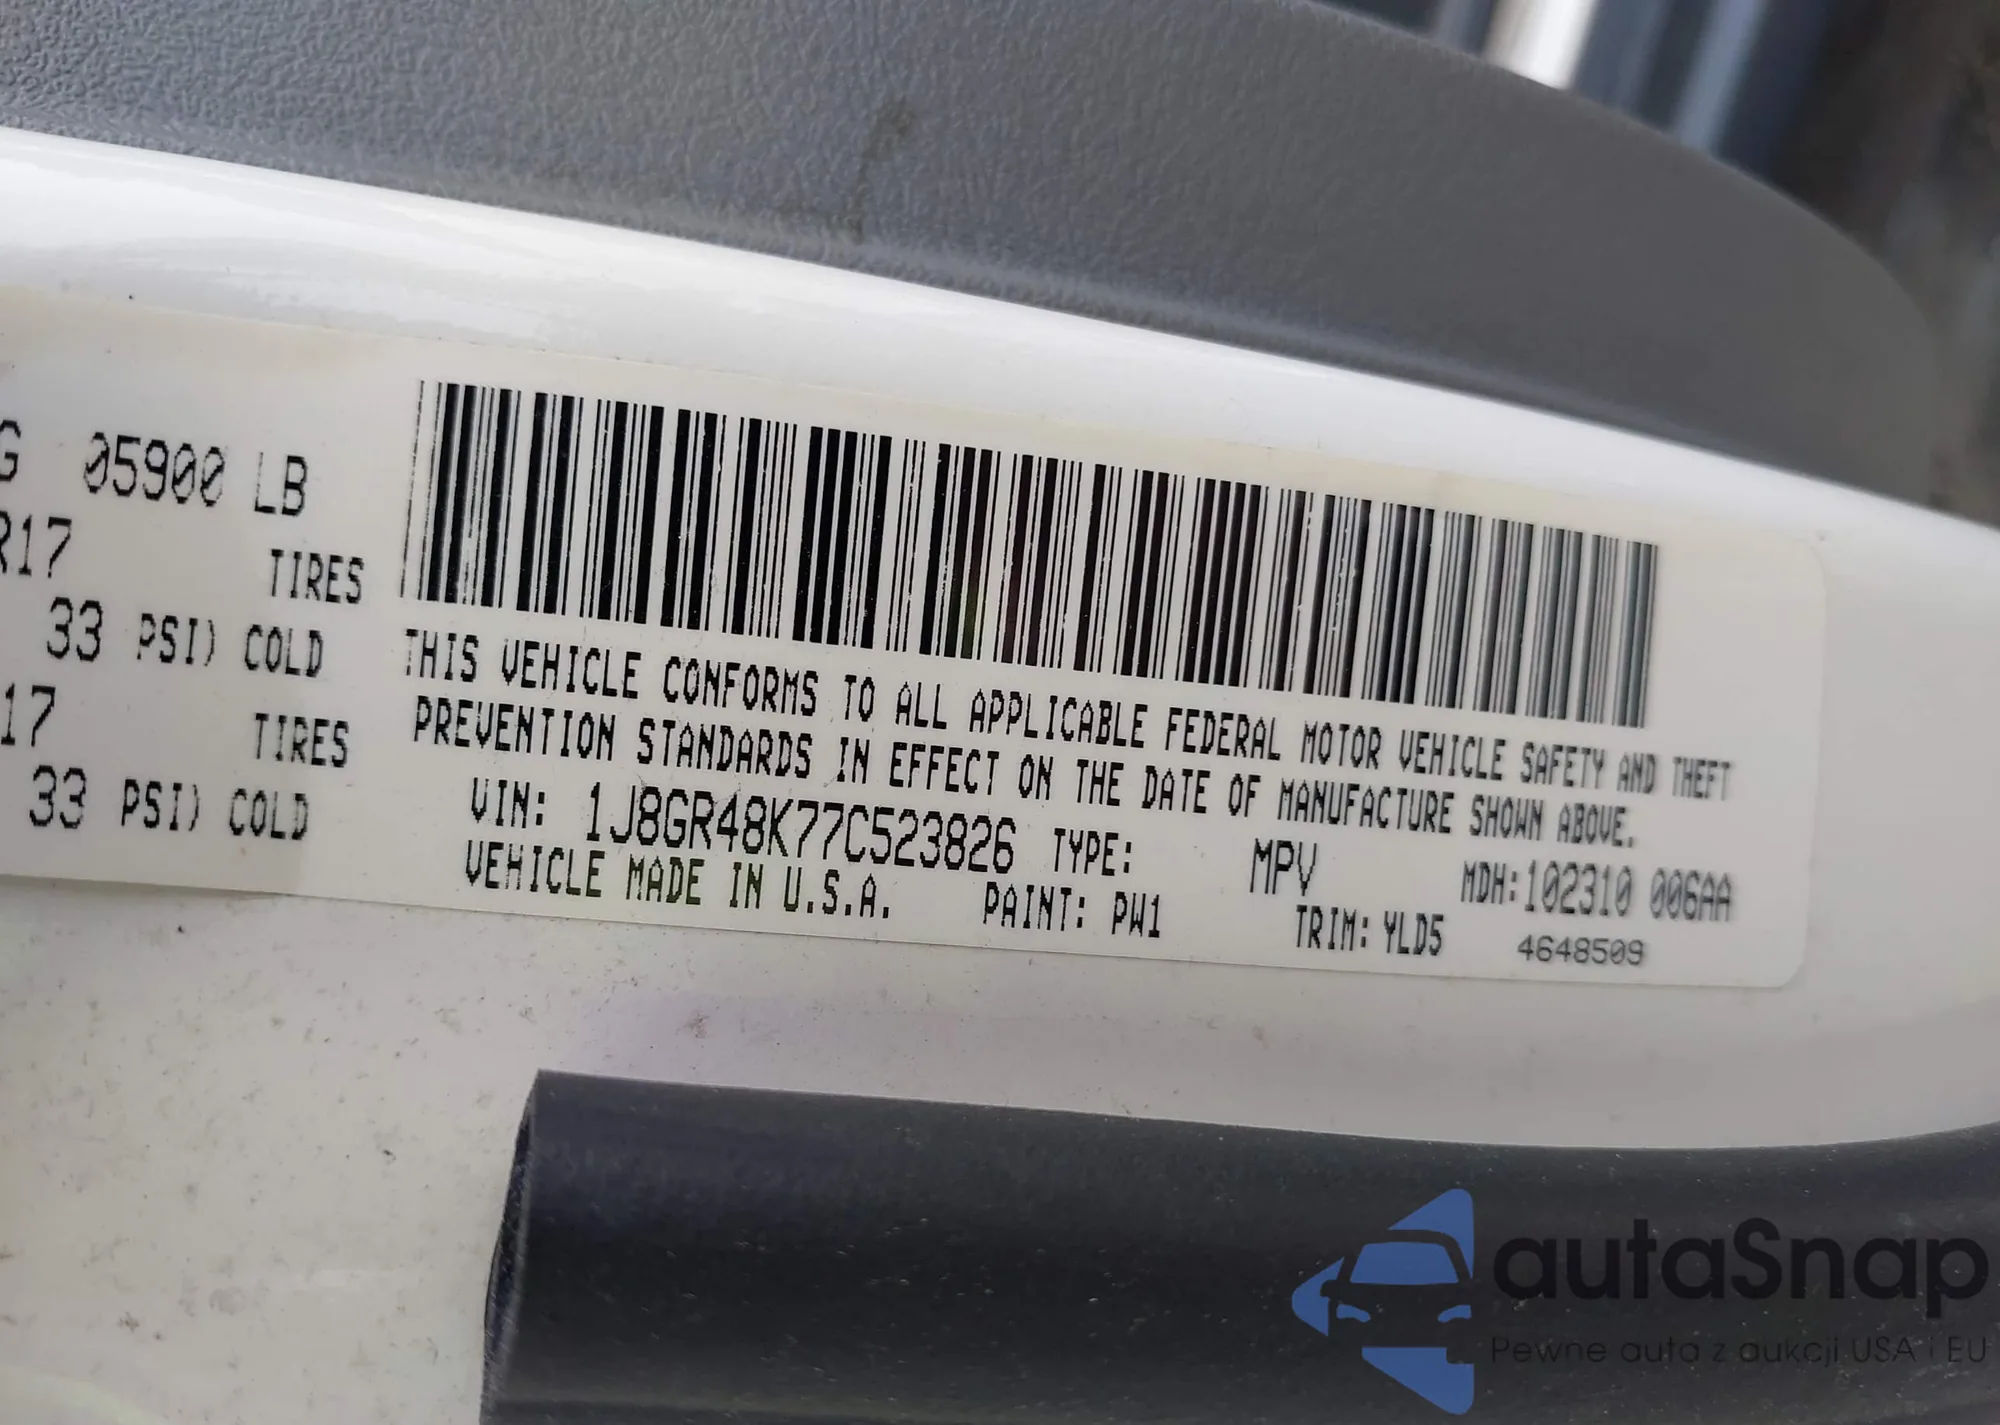 G 05900 LB
R17 TIRES
33 PSI) COLD
17 TIRES
33 PSI) COLD
THIS VEHICLE CONFORMS TO ALL APPLICABLE FEDERAL MOTOR VEHICLE SAFETY AND THEFT
PREVENTION STANDARDS IN EFFECT ON THE DATE OF MANUFACTURE SHOWN ABOVE.
VIN: 1J8GR48K77C523826 TYPE: MPV MDH:102310 006AA
VEHICLE MADE IN U.S.A. PAINT: PW1 TRIM: YLD5 4648509
autaSnap
Pewne auta z aukcji USA i EU